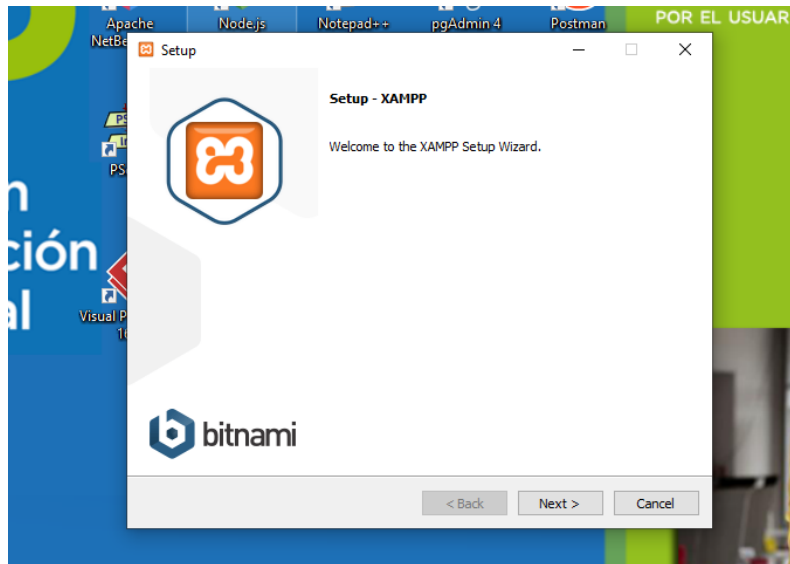 Apache
NetBe
Node.js
Notepad++
pgAdmin 4
Postman
POR EL USUAR
Setup
Setup - XAMPP
Welcome to the XAMPP Setup Wizard.
PS
n
ción
al
Visual P
16
bitnami
< Back
Next >
Cancel